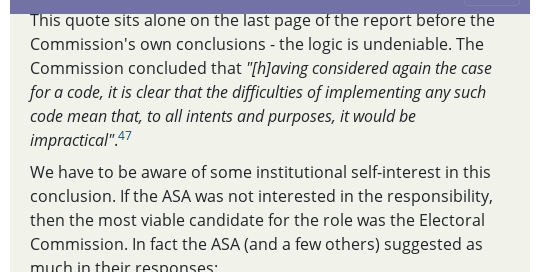 This quote sits alone on the last page of the report before the
Commission's own conclusions - the logic is undeniable. The
Commission concluded that "[h]aving considered again the case
for a code, it is clear that the difficulties of implementing any such
code mean that, to all intents and purposes, it would be
impractical".47
We have to be aware of some institutional self-interest in this
conclusion. If the ASA was not interested in the responsibility,
then the most viable candidate for the role was the Electoral
Commission. In fact the ASA (and a few others) suggested as
much in their responses: